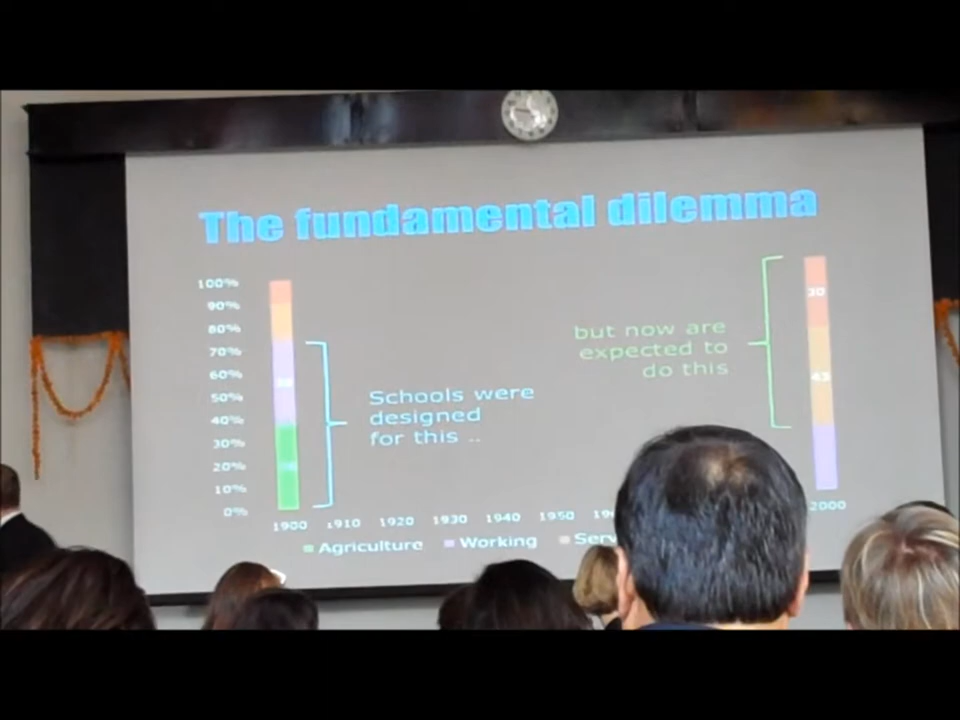 The fundamental dilemma
100%
90%
80%
70%
60%
50%
40%
30%
20%
10%
0%
Schools were
designed
for this ..
but now are
expected to
do this
30
43
1900 1910 1920 1930 1940 1950 2000
Agriculture Working